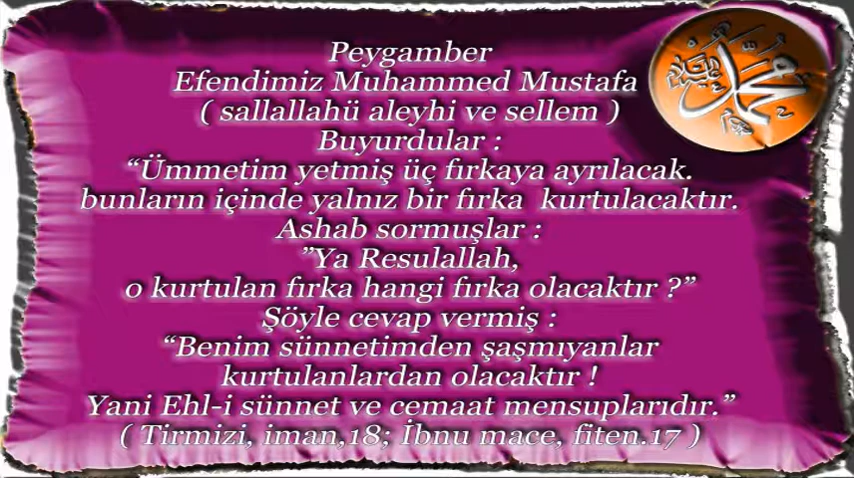 Peygamber
Efendimiz Muhammed Mustafa
( sallallahü aleyhi ve sellem )
Buyurdular :
“Ümmetim yetmiş üç fırkaya ayrılacak.
bunların içinde yalnız bir fırka kurtulacaktır.
Ashab sormuşlar :
”Ya Resulallah,
o kurtulan fırka hangi fırka olacaktır ?”
Şöyle cevap vermiş :
“Benim sünnetimden şaşmıyanlar
kurtulanlardan olacaktır !
Yani Ehl-i sünnet ve cemaat mensuplarıdır.”
( Tirmizi, iman,18; İbnu mace, fiten.17 )
محمد